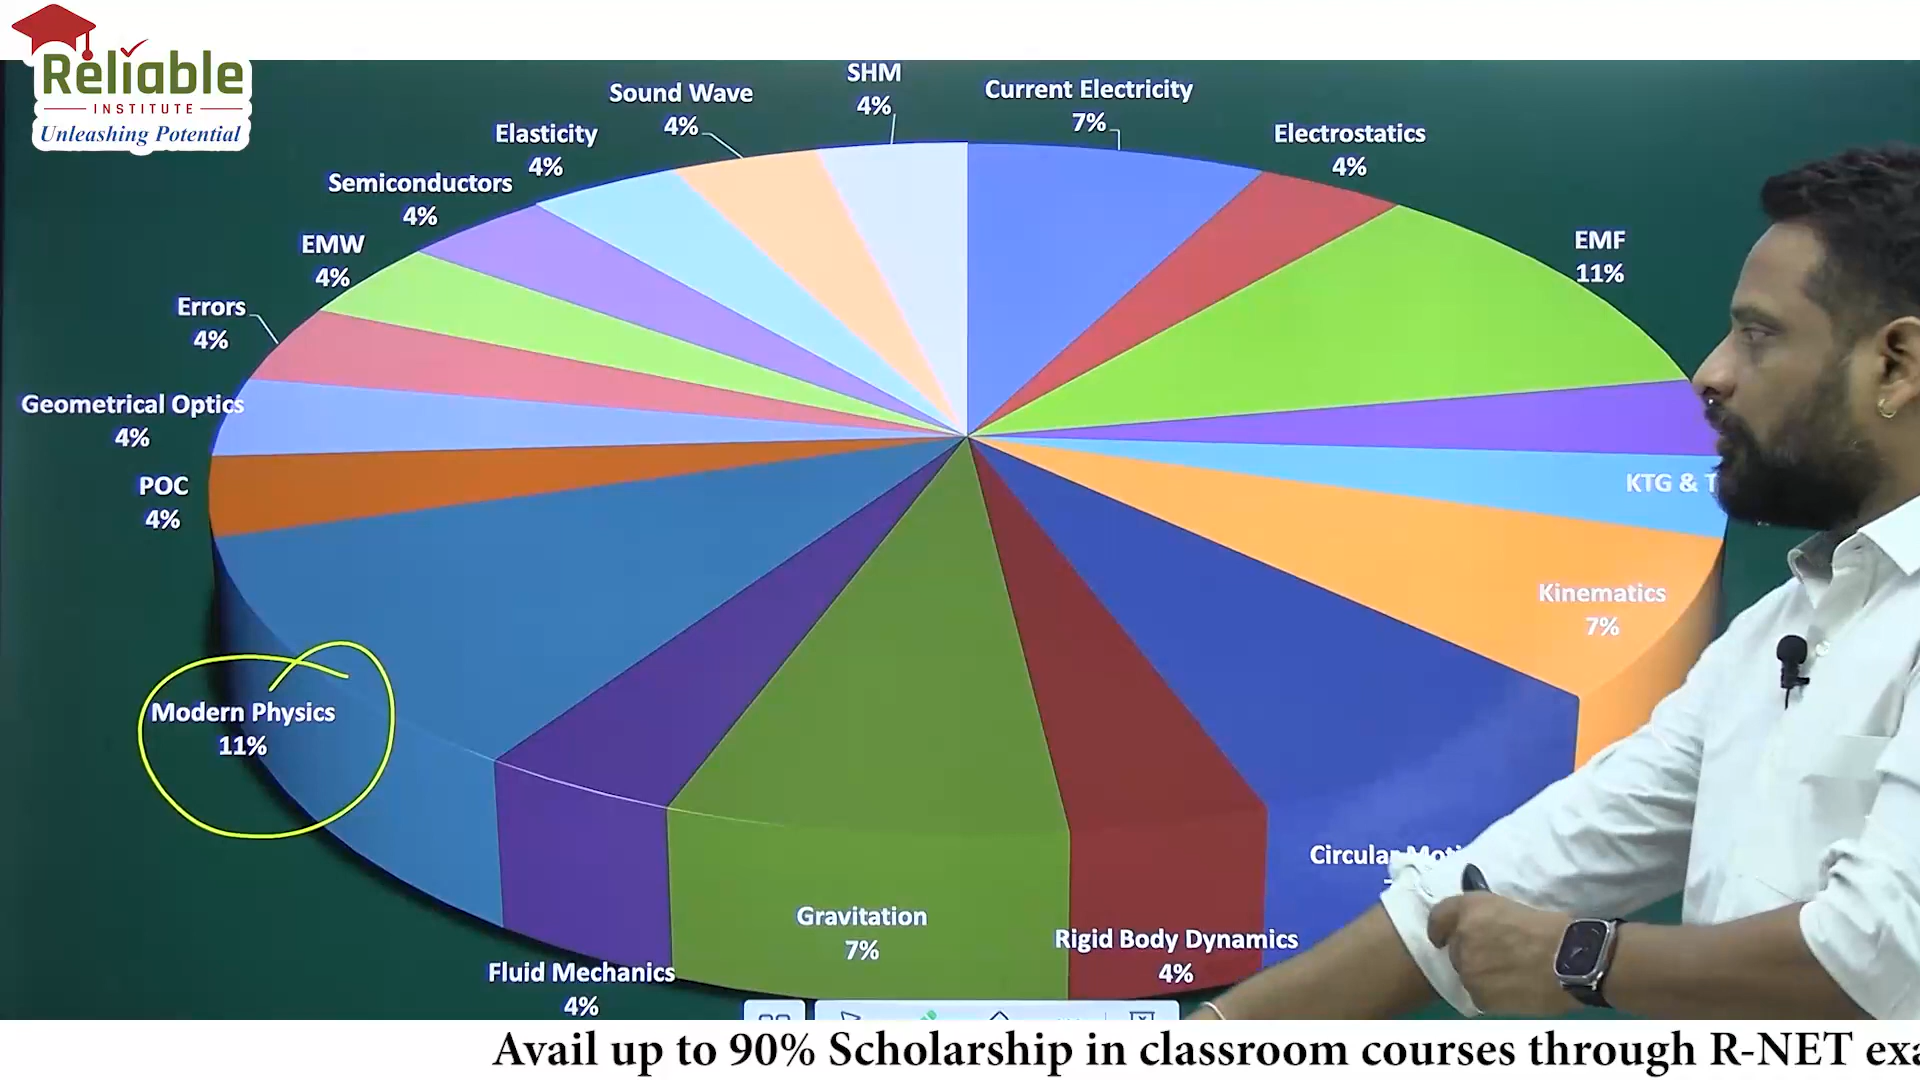 Reliable
INSTITUTE
Unleashing Potential
SHM
4%
Current Electricity
7%
Sound Wave
4%
Electrostatics
4%
Elasticity
4%
Semiconductors
4%
EMF
11%
EMW
4%
Errors
4%
Geometrical Optics
4%
KTG &
POC
4%
Kinematics
7%
Modern Physics
11%
Circular
Gravitation
7%
Rigid Body Dynamics
4%
Fluid Mechanics
4%
Avail up to 90% Scholarship in classroom courses through R-NET